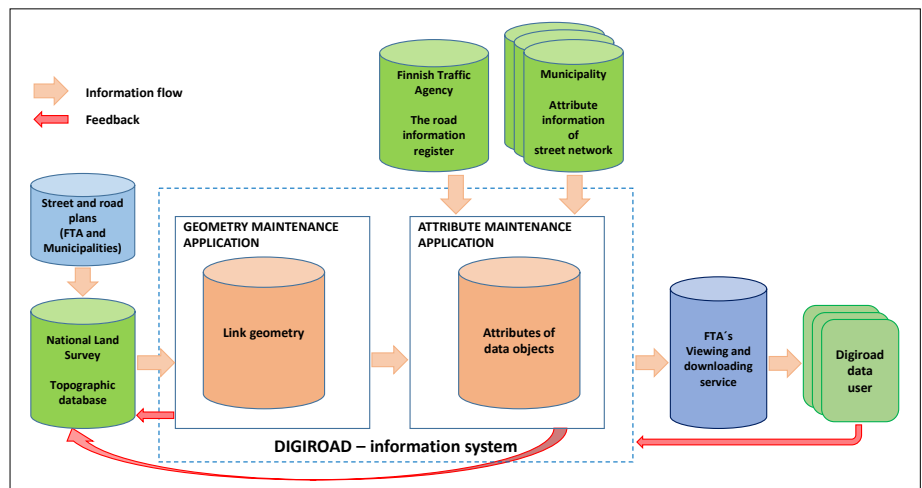 Information flow
Feedback
Finnish Traffic
Agency
The road
information
register
Municipality
Attribute
information
of
street network
Street and road
plans
(FTA and
Municipalities)
GEOMETRY MAINTENANCE
APPLICATION
ATTRIBUTE MAINTENANCE
APPLICATION
Link geometry
Attributes of
data objects
National Land
Survey
Topographic
database
FTA´s
Viewing and
downloading
service
Digiroad
data
user
DIGIROAD – information system